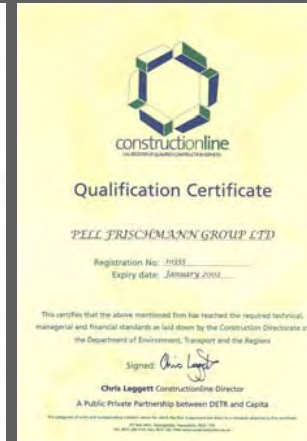 constructionline
Qualification Certificate
PELL FRISCHMANN GROUP LTD
Registration No: 10355
Expiry date: January 2002
This certifies that the above mentioned firm has reached the required technical,
managerial and financial standards as laid down by the Construction Directorate of
the Department of Environment, Transport and the Regions
Signed: Chris Leggett
Chris Leggett Constructionline Director
A Public Private Partnership between DETR and Capita